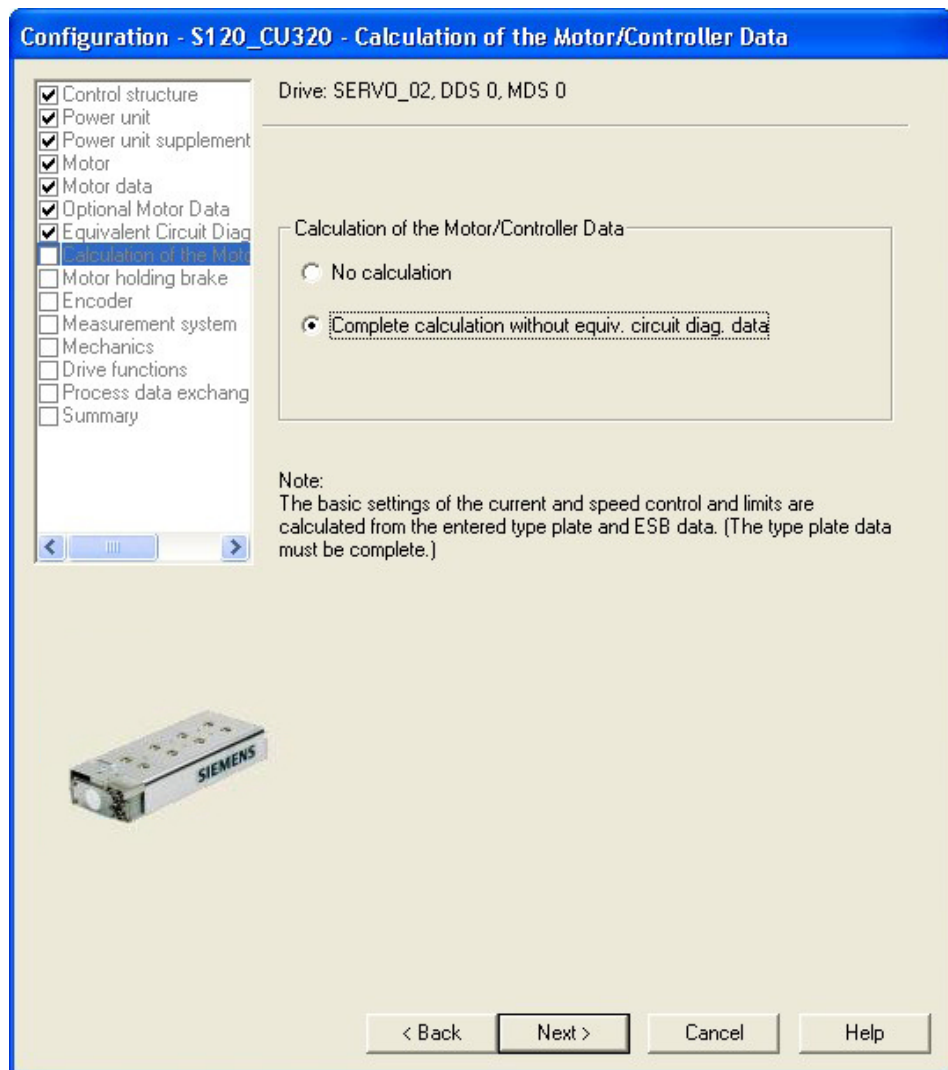 Configuration - S120_CU320 - Calculation of the Motor/Controller Data
Control structure
Power unit
Power unit supplement
Motor
Motor data
Optional Motor Data
Equivalent Circuit Diag
Calculation of the Moto
Motor holding brake
Encoder
Measurement system
Mechanics
Drive functions
Process data exchang
Summary
Drive: SERVO_02, DDS 0, MDS 0
Calculation of the Motor/Controller Data
No calculation
Complete calculation without equiv. circuit diag. data
Note:
The basic settings of the current and speed control and limits are
calculated from the entered type plate and ESB data. (The type plate data
must be complete.)
SIEMENS
< Back
Next >
Cancel
Help